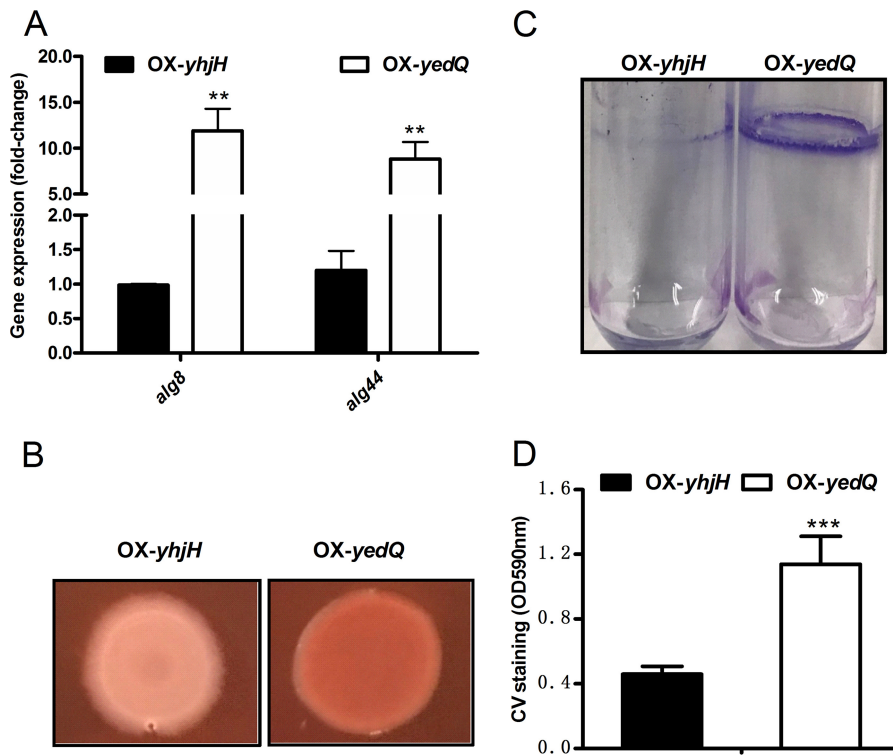 A
Gene expression (fold-change)
20.0
15.0
10.0
5.0
2.0
1.5
1.0
0.5
0.0
OX-yhjH
OX-yedQ
**
**
alg8
alg44
C
OX-yhjH
OX-yedQ
B
OX-yhjH
OX-yedQ
D
CV staining (OD590nm)
1.6
1.2
0.8
0.4
0.0
OX-yhjH
OX-yedQ
***